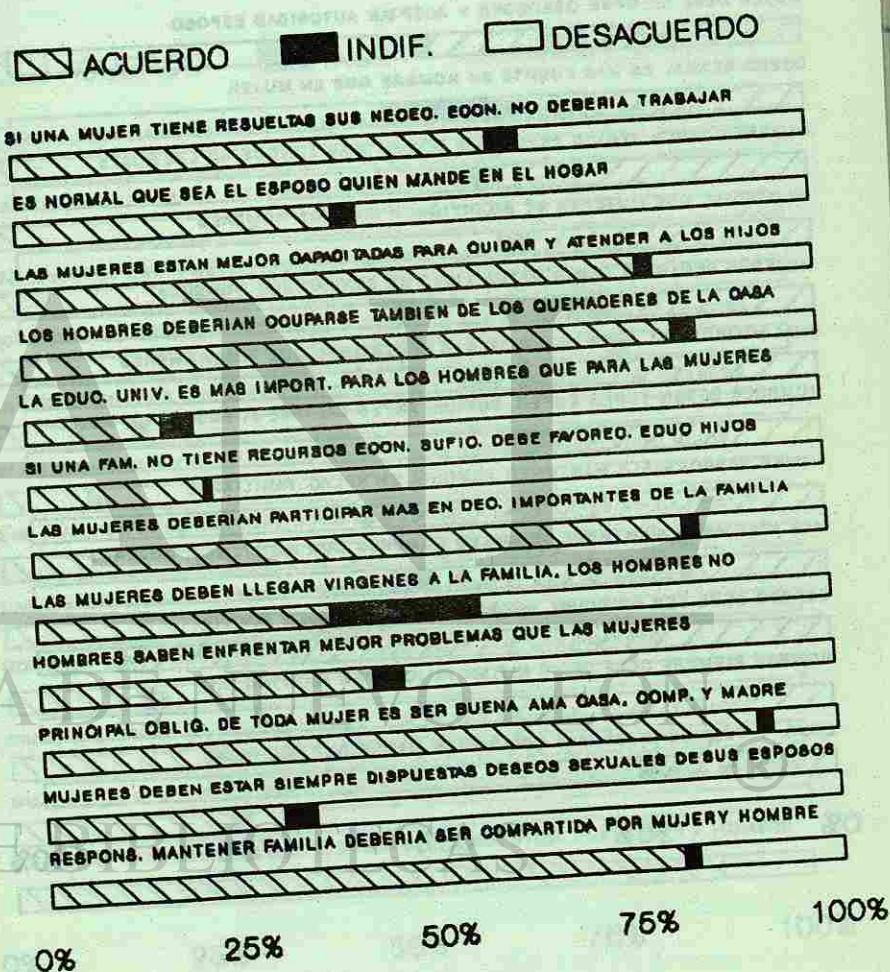 ACUERDO INDIF. DESACUERDO
SI UNA MUJER TIENE RESUELTAS SUS NECEC. ECON. NO DEBERIA TRABAJAR
ES NORMAL QUE SEA EL ESPOSO QUIEN MANDE EN EL HOGAR
LAS MUJERES ESTAN MEJOR CAPACITADAS PARA CUIDAR Y ATENDER A LOS HIJOS
LOS HOMBRES DEBERIAN OCUPARSE TAMBIEN DE LOS QUEHACERES DE LA CASA
LA EDUC. UNIV. ES MAS IMPORT. PARA LOS HOMBRES QUE PARA LAS MUJERES
SI UNA FAM. NO TIENE RECURSOS ECON. SUFIC. DEBE FAVOREC. EDUC HIJOS
LAS MUJERES DEBERIAN PARTICIPAR MAS EN DEC. IMPORTANTES DE LA FAMILIA
LAS MUJERES DEBEN LLEGAR VIRGENES A LA FAMILIA, LOS HOMBRES NO
HOMBRES SABEN ENFRENTAR MEJOR PROBLEMAS QUE LAS MUJERES
PRINCIPAL OBLIG. DE TODA MUJER ES SER BUENA AMA CASA, COMP. Y MADRE
MUJERES DEBEN ESTAR SIEMPRE DISPUESTAS DESEOS SEXUALES DE SUS ESPOSOS
RESPONS. MANTENER FAMILIA DEBERIA SER COMPARTIDA POR MUJER Y HOMBRE
0% 25% 50% 75% 100%